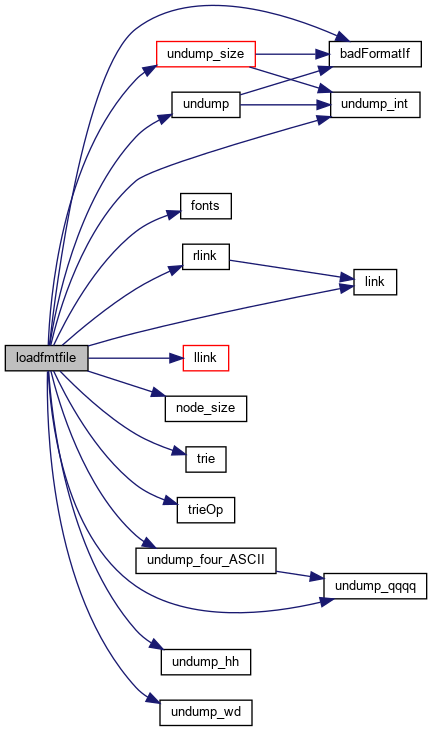 undump_size
badFormatIf
undump
undump_int
fonts
rlink
link
loadfmtfile
llink
node_size
trie
trieOp
undump_four_ASCII
undump_qqqq
undump_hh
undump_wd